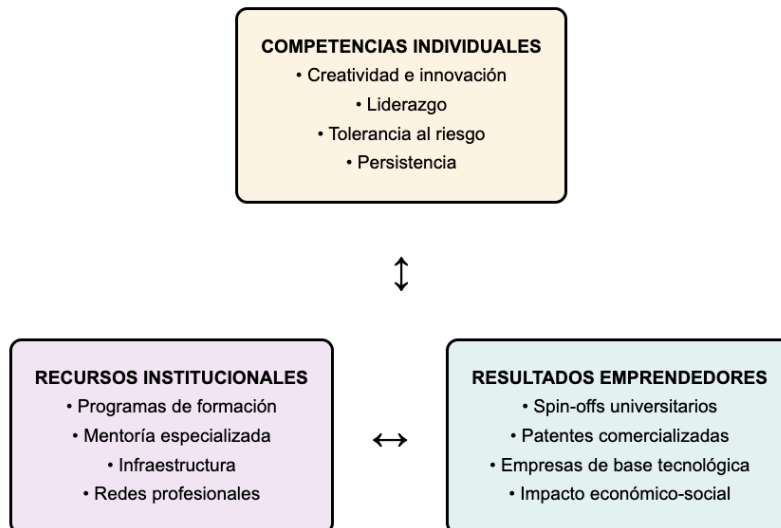 COMPETENCIAS INDIVIDUALES
• Creatividad e innovación
• Liderazgo
• Tolerancia al riesgo
• Persistencia
↕
RECURSOS INSTITUCIONALES
• Programas de formación
• Mentoría especializada
• Infraestructura
• Redes profesionales
↔
RESULTADOS EMPRENDEDORES
• Spin-offs universitarios
• Patentes comercializadas
• Empresas de base tecnológica
• Impacto económico-social